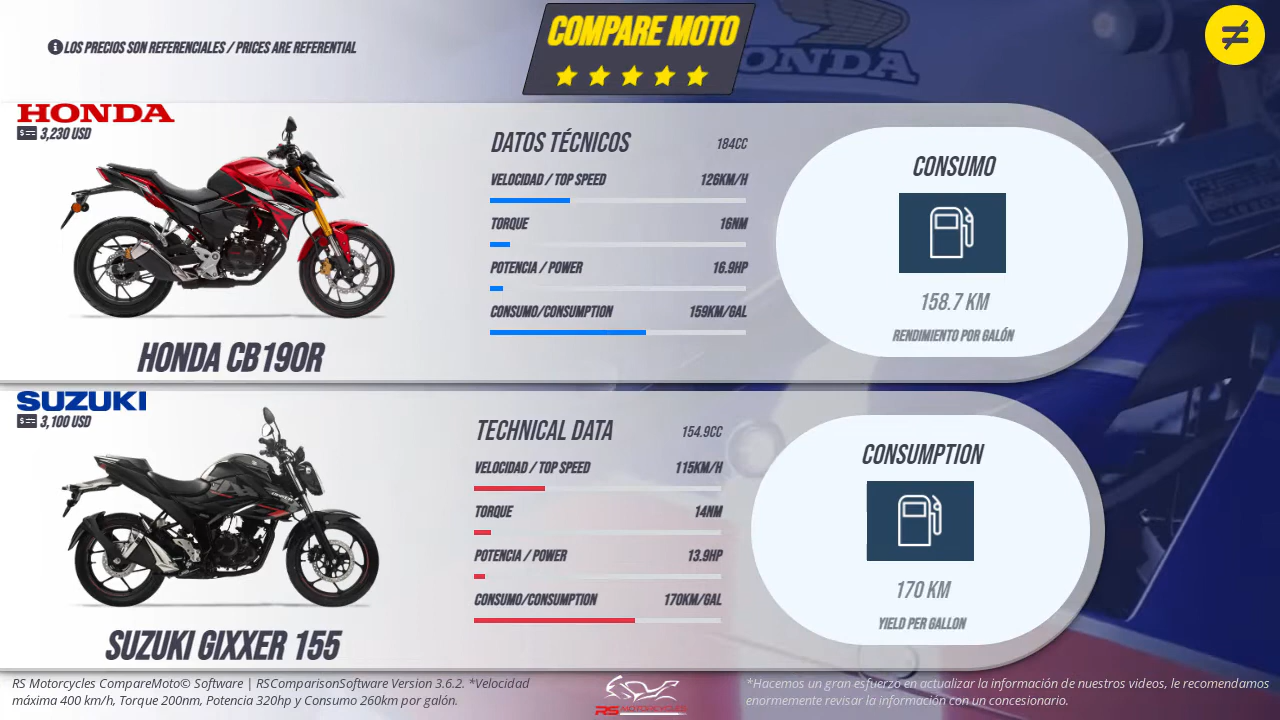 LOS PRECIOS SON REFERENCIALES / PRICES ARE REFERENTIAL
COMPARE MOTO
HONDA
HONDA
3,230 USD
DATOS TÉCNICOS
184CC
VELOCIDAD / TOP SPEED
126KM/H
TORQUE
16NM
POTENCIA / POWER
16.9HP
CONSUMO/CONSUMPTION
159KM/GAL
HONDA CB190R
CONSUMO
158.7 KM
RENDIMIENTO POR GALÓN
SUZUKI
3,100 USD
TECHNICAL DATA
154.9CC
VELOCIDAD / TOP SPEED
115KM/H
TORQUE
14NM
POTENCIA / POWER
13.9HP
CONSUMO/CONSUMPTION
170KM/GAL
SUZUKI GIXXER 155
CONSUMPTION
170 KM
YIELD PER GALLON
RS Motorcycles CompareMoto© Software | RSComparisonSoftware Version 3.6.2. *Velocidad
máxima 400 km/h, Torque 200nm, Potencia 320hp y Consumo 260km por galón.
RS MOTORCYCLES
*Hacemos un gran esfuerzo en actualizar la información de nuestros videos, le recomendamos
enormemente revisar la información con un concesionario.